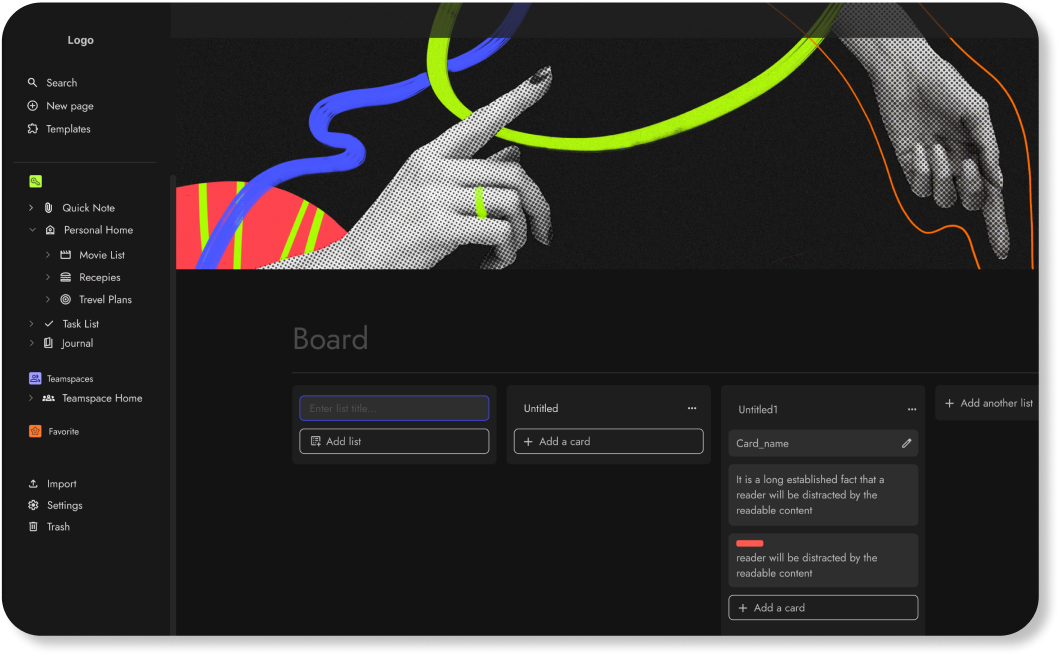 Logo
Search
New page
Templates
Quick Note
Personal Home
Movie List
Recepies
Trevel Plans
Task List
Journal
Teamspaces
Teamspace Home
Favorite
Import
Settings
Trash
Board
Enter list title...
Add list
Untitled
Add a card
Untitled1
Card_name
It is a long established fact that a
reader will be distracted by the
readable content
reader will be distracted by the
readable content
Add a card
Add another list